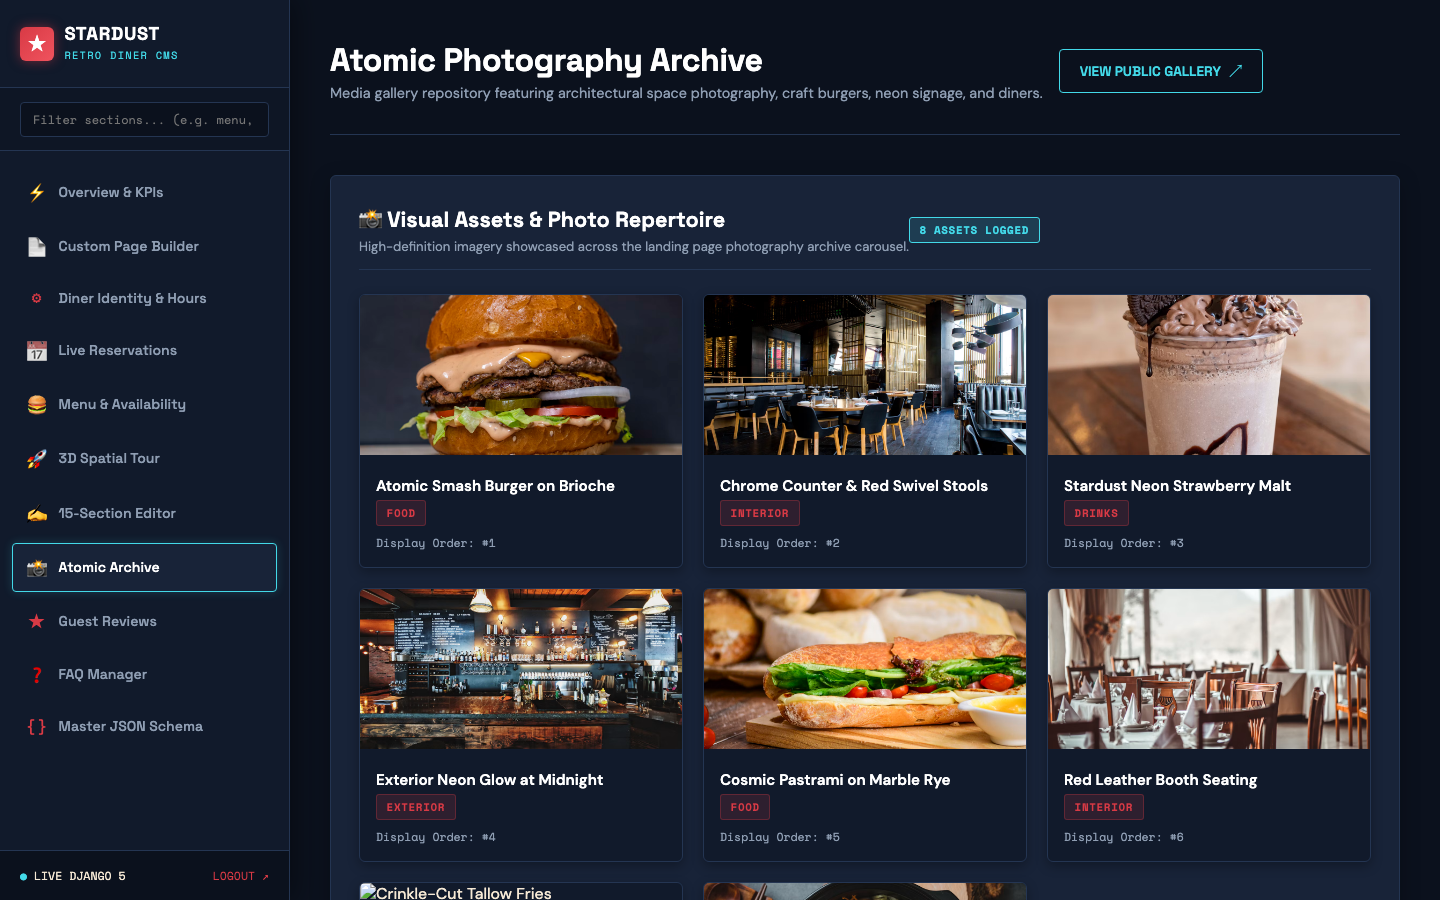 STARDUST
RETRO DINER CMS
Filter sections... (e.g. menu,
Overview & KPIs
Custom Page Builder
Diner Identity & Hours
Live Reservations
Menu & Availability
3D Spatial Tour
15-Section Editor
Atomic Archive
Guest Reviews
FAQ Manager
{} Master JSON Schema
LIVE DJANGO 5
LOGOUT ↗
Atomic Photography Archive
Media gallery repository featuring architectural space photography, craft burgers, neon signage, and diners.
VIEW PUBLIC GALLERY ↗
Visual Assets & Photo Repertoire
High-definition imagery showcased across the landing page photography archive carousel.
8 ASSETS LOGGED
Atomic Smash Burger on Brioche
FOOD
Display Order: #1
Chrome Counter & Red Swivel Stools
INTERIOR
Display Order: #2
Stardust Neon Strawberry Malt
DRINKS
Display Order: #3
Exterior Neon Glow at Midnight
EXTERIOR
Display Order: #4
Cosmic Pastrami on Marble Rye
FOOD
Display Order: #5
Red Leather Booth Seating
INTERIOR
Display Order: #6
Crinkle-Cut Tallow Fries